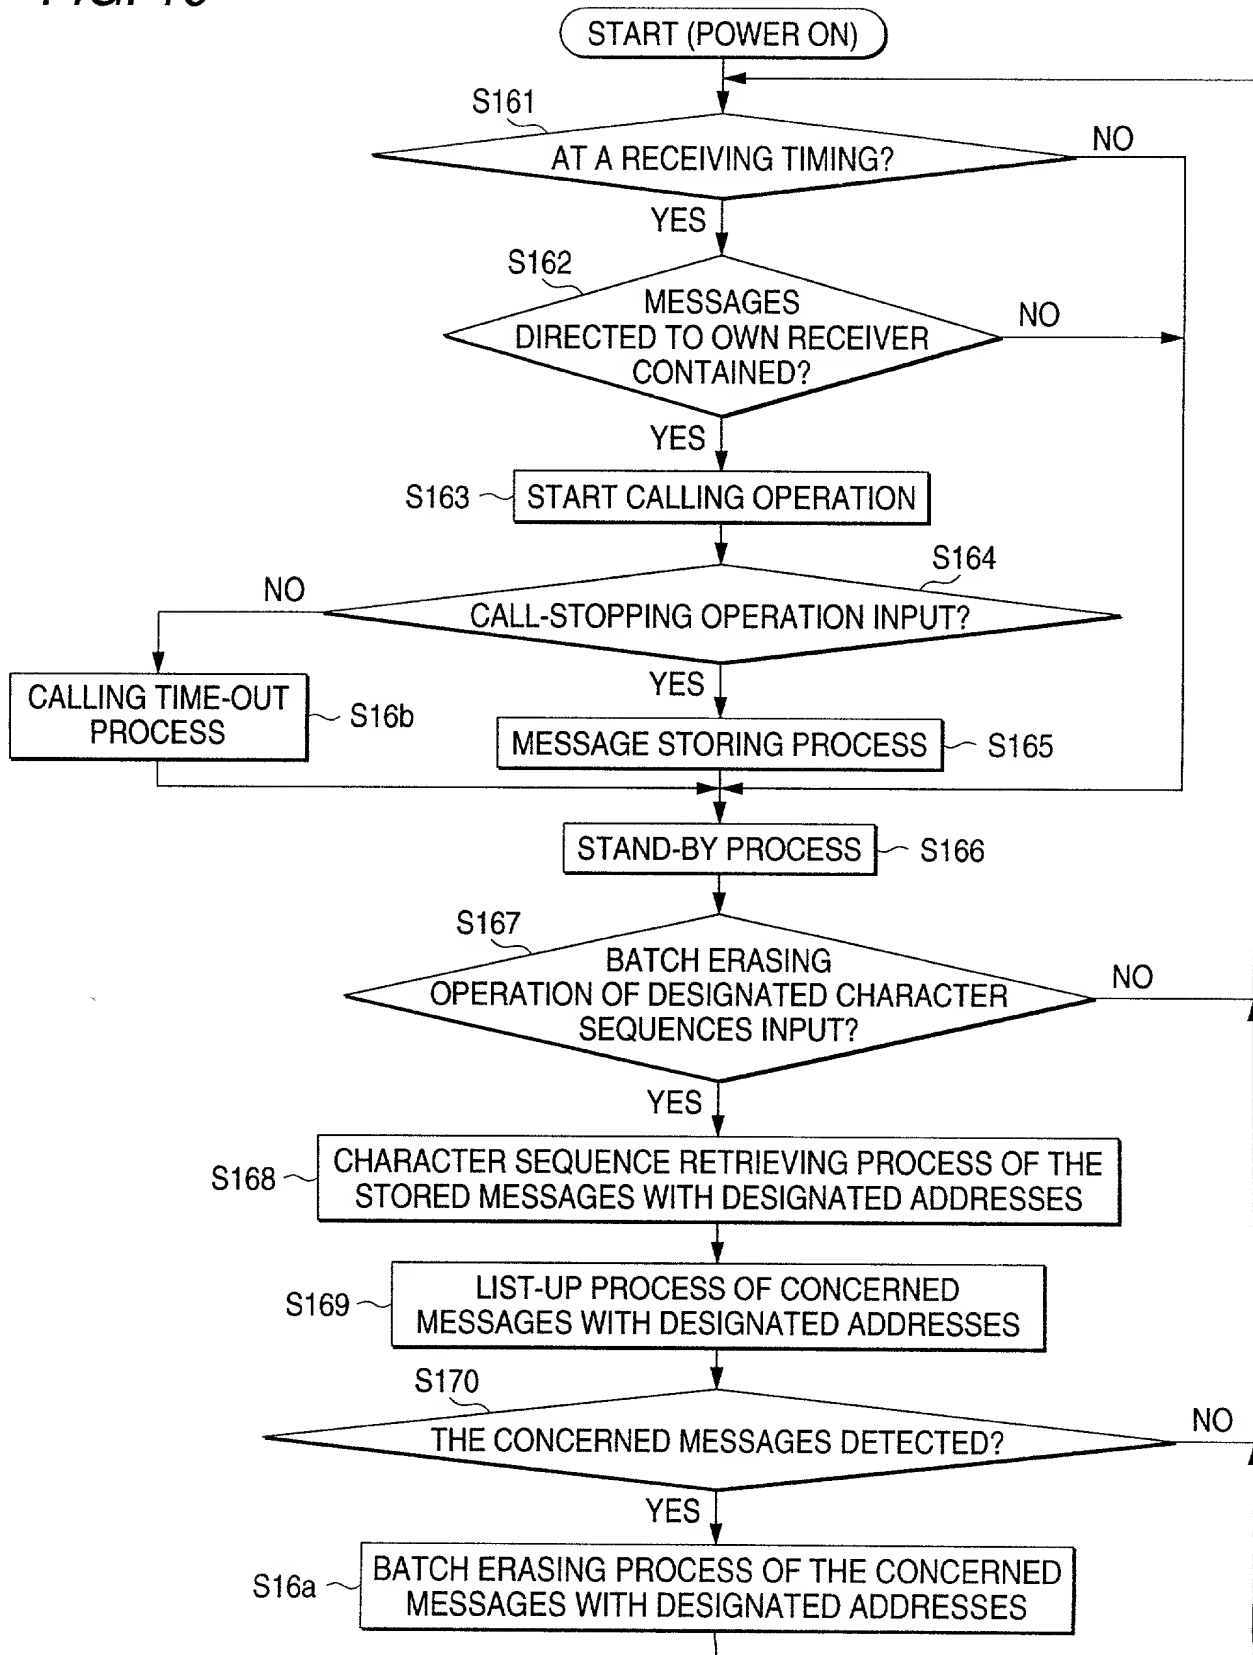 START (POWER ON)
S161
AT A RECEIVING TIMING?
NO
YES
S162
MESSAGES
DIRECTED TO OWN RECEIVER
CONTAINED?
NO
YES
S163
START CALLING OPERATION
S164
NO
CALL-STOPPING OPERATION INPUT?
YES
CALLING TIME-OUT
PROCESS
S16b
MESSAGE STORING PROCESS
S165
STAND-BY PROCESS
S166
S167
BATCH ERASING
OPERATION OF DESIGNATED CHARACTER
SEQUENCES INPUT?
NO
YES
S168
CHARACTER SEQUENCE RETRIEVING PROCESS OF THE
STORED MESSAGES WITH DESIGNATED ADDRESSES
S169
LIST-UP PROCESS OF CONCERNED
MESSAGES WITH DESIGNATED ADDRESSES
S170
THE CONCERNED MESSAGES DETECTED?
NO
YES
S16a
BATCH ERASING PROCESS OF THE CONCERNED
MESSAGES WITH DESIGNATED ADDRESSES